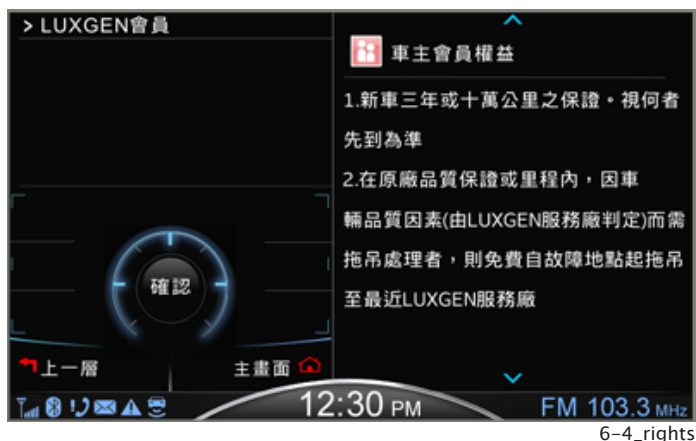 > LUXGEN會員
車主會員權益
1.新車三年或十萬公里之保證。視何者
先到為準
2.在原廠品質保證或里程內，因車
輛品質因素(由LUXGEN服務廠判定)而需
拖吊處理者，則免費自故障地點起拖吊
至最近LUXGEN服務廠
確認
上一層
主畫面
12:30 PM
FM 103.3 MHz
6-4_rights